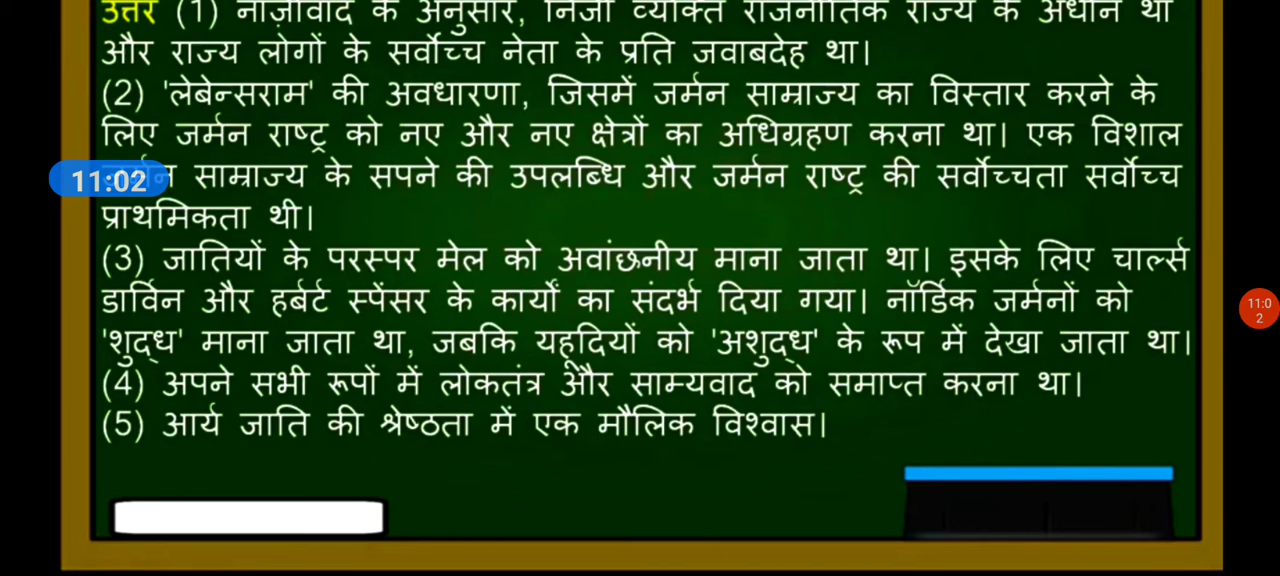 उत्तर (1) नाज़ीवाद के अनुसार, निजी व्यक्ति राजनीतिक राज्य के अधीन था
और राज्य लोगों के सर्वोच्च नेता के प्रति जवाबदेह था।
(2) 'लेबेन्सराम' की अवधारणा, जिसमें जर्मन साम्राज्य का विस्तार करने के
लिए जर्मन राष्ट्र को नए और नए क्षेत्रों का अधिग्रहण करना था। एक विशाल
11:02 साम्राज्य के सपने की उपलब्धि और जर्मन राष्ट्र की सर्वोच्चता सर्वोच्च
प्राथमिकता थी।
(3) जातियों के परस्पर मेल को अवांछनीय माना जाता था। इसके लिए चार्ल्स
डार्विन और हर्बर्ट स्पेंसर के कार्यों का संदर्भ दिया गया। नॉर्डिक जर्मनों को
11:02
'शुद्ध' माना जाता था, जबकि यहूदियों को 'अशुद्ध' के रूप में देखा जाता था।
(4) अपने सभी रूपों में लोकतंत्र और साम्यवाद को समाप्त करना था।
(5) आर्य जाति की श्रेष्ठता में एक मौलिक विश्वास।